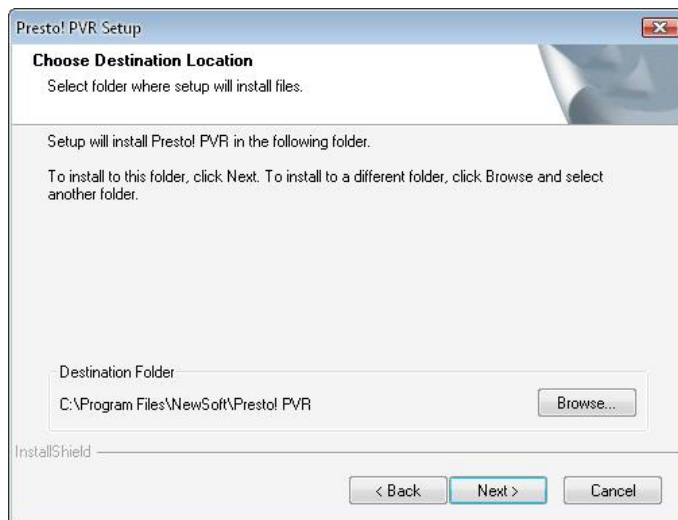 Presto! PVR Setup
Choose Destination Location
Select folder where setup will install files.
Setup will install Presto! PVR in the following folder.
To install to this folder, click Next. To install to a different folder, click Browse and select
another folder.
Destination Folder
C:\Program Files\NewSoft\Presto! PVR
Browse...
InstallShield
< Back
Next >
Cancel